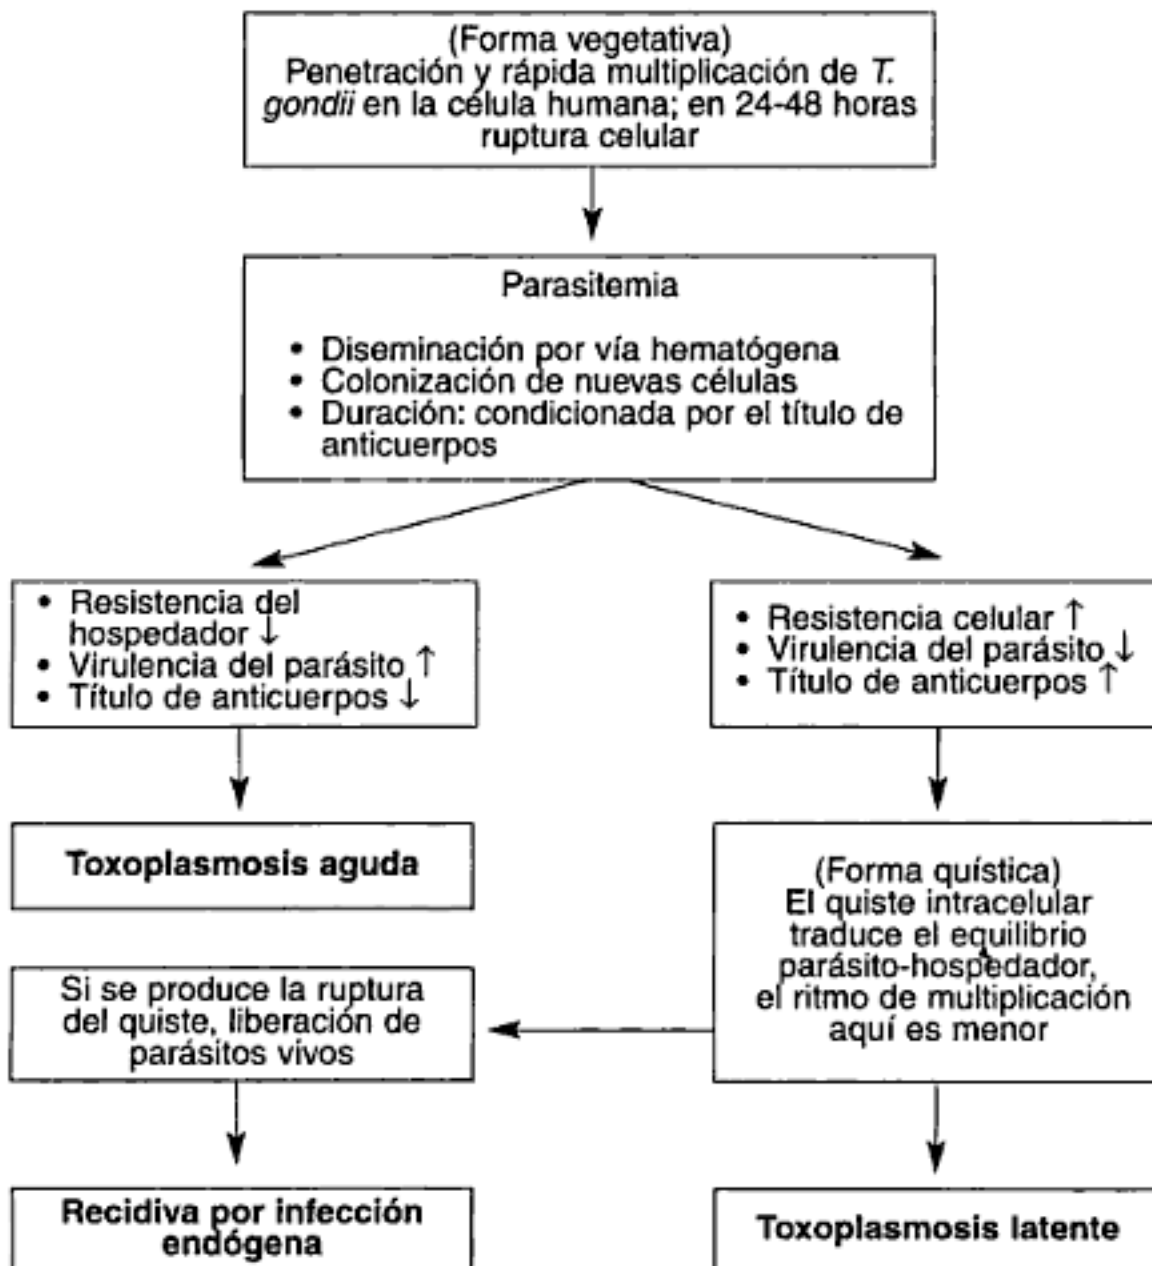 (Forma vegetativa)
Penetración y rápida multiplicación de T.
gondii en la célula humana; en 24-48 horas
ruptura celular
Parasitemia
• Diseminación por vía hematógena
• Colonización de nuevas células
• Duración: condicionada por el título de
anticuerpos
• Resistencia del
hospedador ↓
• Virulencia del parásito ↑
• Título de anticuerpos ↓
• Resistencia celular ↑
• Virulencia del parásito ↓
• Título de anticuerpos ↑
Toxoplasmosis aguda
(Forma quística)
El quiste intracelular
traduce el equilibrio
parásito-hospedador,
el ritmo de multiplicación
aquí es menor
Si se produce la ruptura
del quiste, liberación de
parásitos vivos
Recidiva por infección
endógena
Toxoplasmosis latente